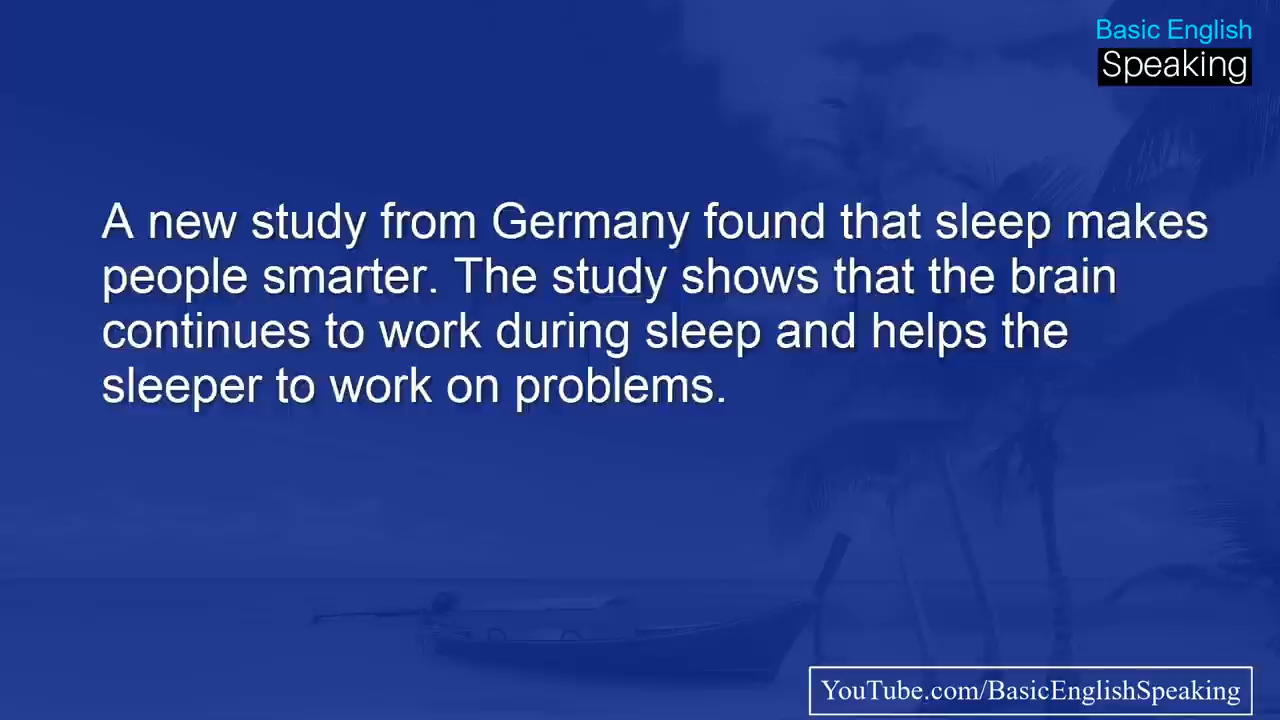 Basic English
Speaking
A new study from Germany found that sleep makes
people smarter. The study shows that the brain
continues to work during sleep and helps the
sleeper to work on problems.
YouTube.com/BasicEnglishSpeaking